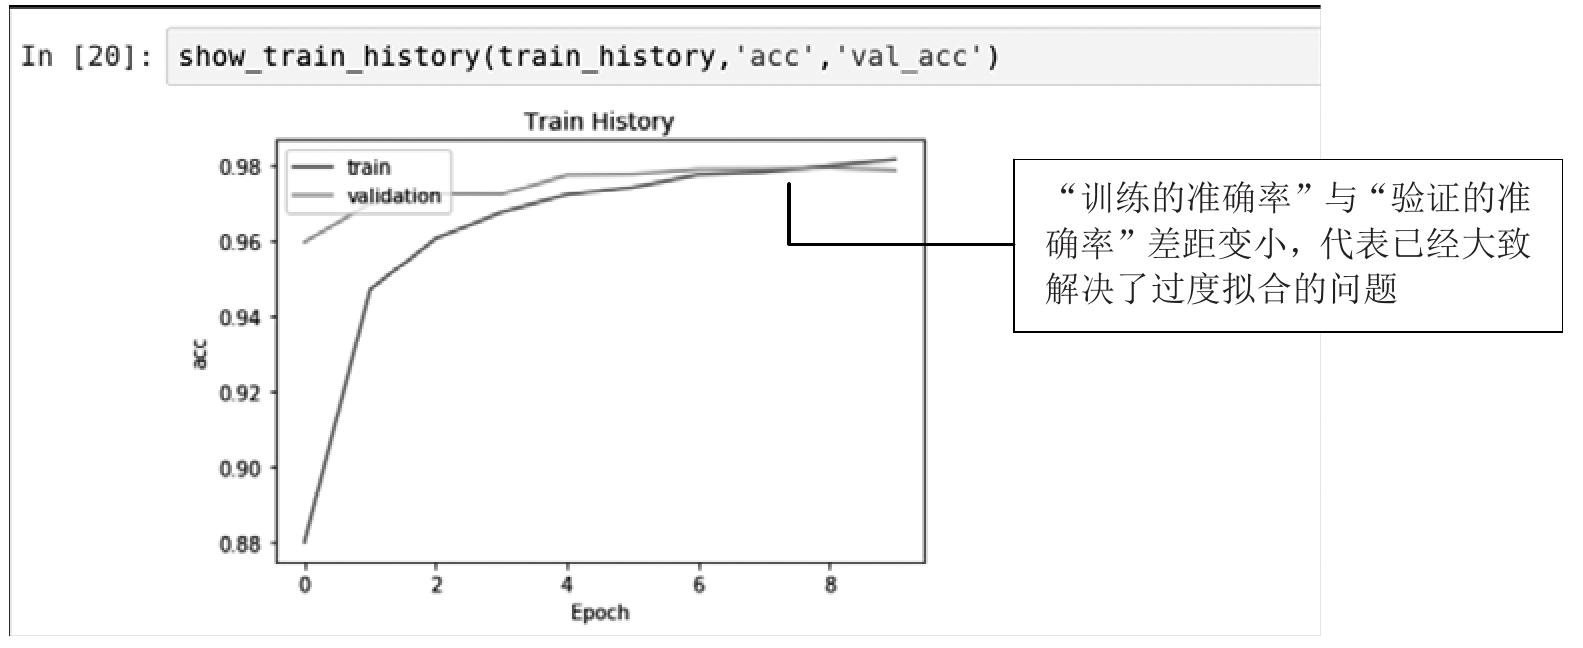 In [20]: show_train_history(train_history,'acc','val_acc')
Train History
train
validation
0.98
0.96
0.94
0.92
0.90
0.88
acc
0 2 4 6 8
Epoch
“训练的准确率”与“验证的准
确率”差距变小，代表已经大致
解决了过度拟合的问题